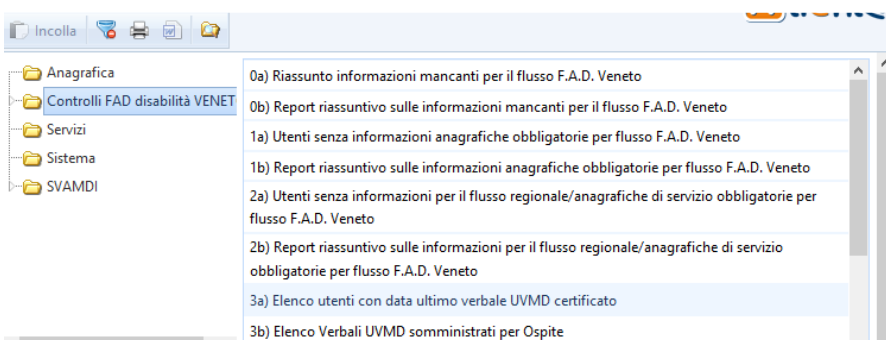 Incolla
Anagrafica
Controlli FAD disabilità VENET
Servizi
Sistema
SVAMDI
0a) Riassunto informazioni mancanti per il flusso F.A.D. Veneto
0b) Report riassuntivo sulle informazioni mancanti per il flusso F.A.D. Veneto
1a) Utenti senza informazioni anagrafiche obbligatorie per flusso F.A.D. Veneto
1b) Report riassuntivo sulle informazioni anagrafiche obbligatorie per flusso F.A.D. Veneto
2a) Utenti senza informazioni per il flusso regionale/anagrafiche di servizio obbligatorie per
flusso F.A.D. Veneto
2b) Report riassuntivo sulle informazioni per il flusso regionale/anagrafiche di servizio
obbligatorie per flusso F.A.D. Veneto
3a) Elenco utenti con data ultimo verbale UVMD certificato
3b) Elenco Verbali UVMD somministrati per Ospite